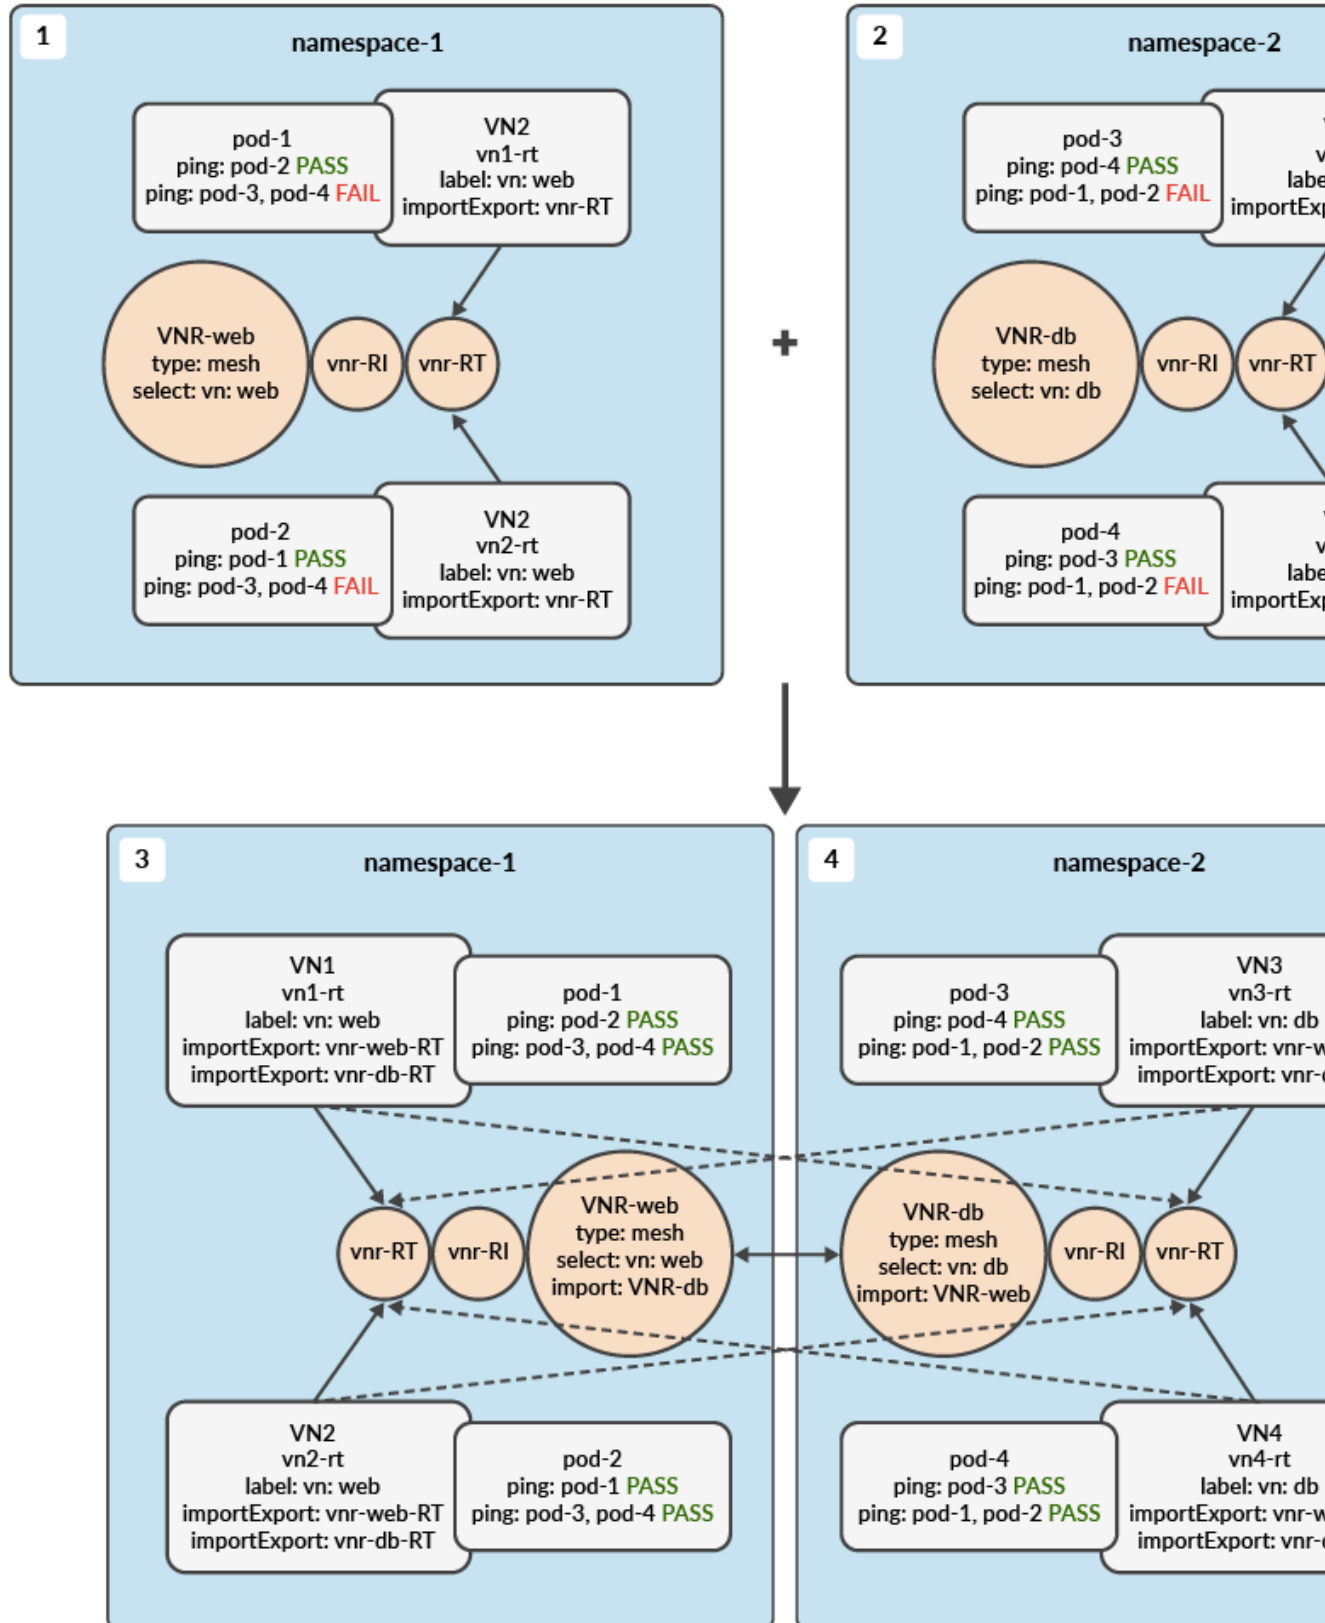 1
namespace-1
pod-1
ping: pod-2 PASS
ping: pod-3, pod-4 FAIL
VN2
vn1-rt
label: vn: web
importExport: vnr-RT
VNR-web
type: mesh
select: vn: web
vnr-RI
vnr-RT
pod-2
ping: pod-1 PASS
ping: pod-3, pod-4 FAIL
VN2
vn2-rt
label: vn: web
importExport: vnr-RT
+
2
namespace-2
pod-3
ping: pod-4 PASS
ping: pod-1, pod-2 FAIL
VNR-db
type: mesh
select: vn: db
vnr-RI
vnr-RT
pod-4
ping: pod-3 PASS
ping: pod-1, pod-2 FAIL
3
namespace-1
VN1
vn1-rt
label: vn: web
importExport: vnr-web-RT
importExport: vnr-db-RT
pod-1
ping: pod-2 PASS
ping: pod-3, pod-4 PASS
vnr-RT
vnr-RI
VNR-web
type: mesh
select: vn: web
import: VNR-db
VN2
vn2-rt
label: vn: web
importExport: vnr-web-RT
importExport: vnr-db-RT
pod-2
ping: pod-1 PASS
ping: pod-3, pod-4 PASS
4
namespace-2
pod-3
ping: pod-4 PASS
ping: pod-1, pod-2 PASS
VN3
vn3-rt
label: vn: db
importExport:
importExport:
VNR-db
type: mesh
select: vn: db
import: VNR-web
vnr-RI
vnr-RT
pod-4
ping: pod-3 PASS
ping: pod-1, pod-2 PASS
VN4
vn4-rt
label: vn: db
importExport:
importExport: